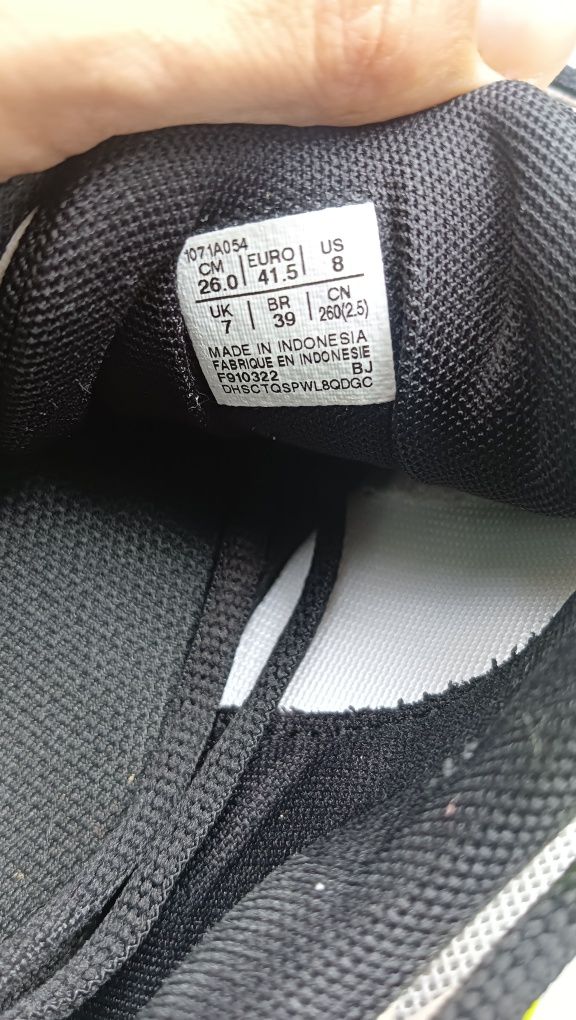 1071A054
CM | EURO | US
26.0 | 41.5 | 8
UK | BR | CN
7 | 39 | 260(2.5)
MADE IN INDONESIA
FABRIQUE EN INDONESIE
F910322 BJ
DHSCTQSPWL8QDGC